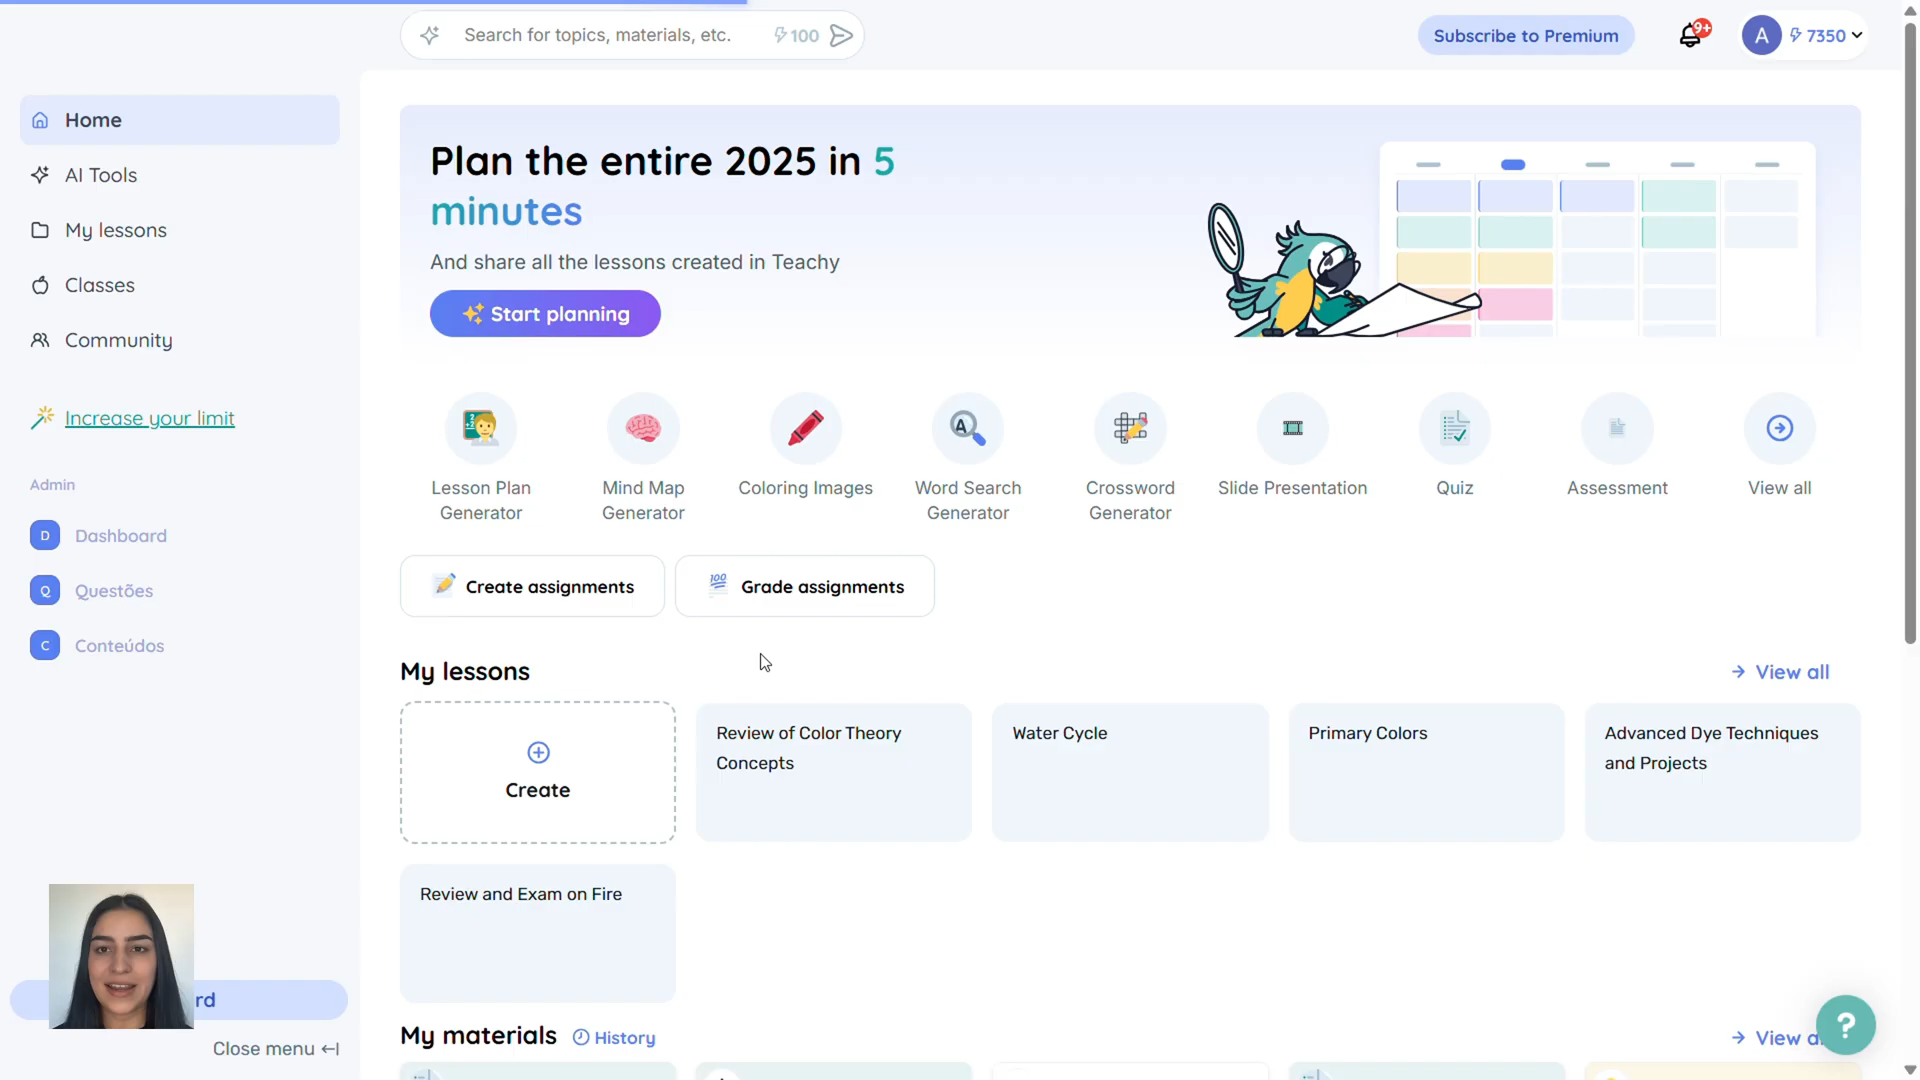 Search for topics, materials, etc.
100
Subscribe to Premium
9+
A
7350
Home
AI Tools
My lessons
Classes
Community
Increase your limit
Admin
D
Dashboard
Q
Questões
C
Conteúdos
rd
Close menu
Plan the entire 2025 in 5
minutes
And share all the lessons created in Teachy
Start planning
Lesson Plan
Generator
Mind Map
Generator
Coloring Images
Word Search
Generator
Crossword
Generator
Slide Presentation
Quiz
Assessment
View all
Create assignments
100
Grade assignments
My lessons
View all
Create
Review of Color Theory
Concepts
Water Cycle
Primary Colors
Advanced Dye Techniques
and Projects
Review and Exam on Fire
My materials
History
View a
?